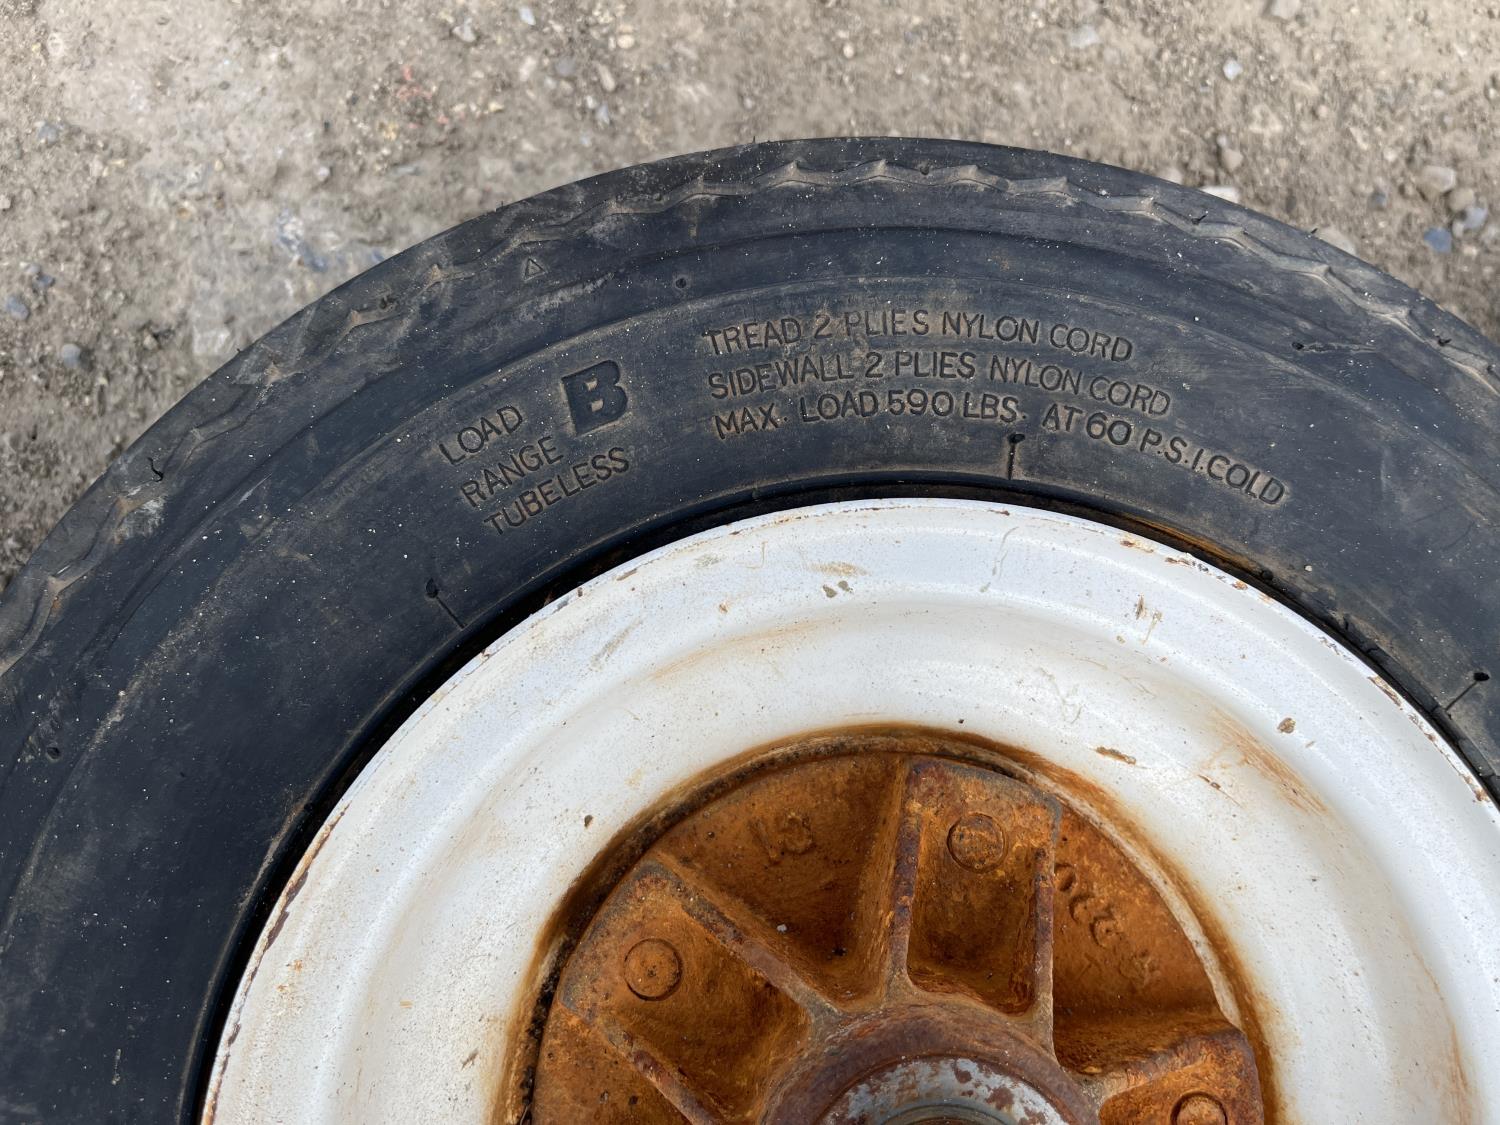 LOAD
RANGE B
TUBELESS
TREAD 2 PLIES NYLON CORD
SIDEWALL 2 PLIES NYLON CORD
MAX. LOAD 590 LBS. AT 60 P.S.I.COLD